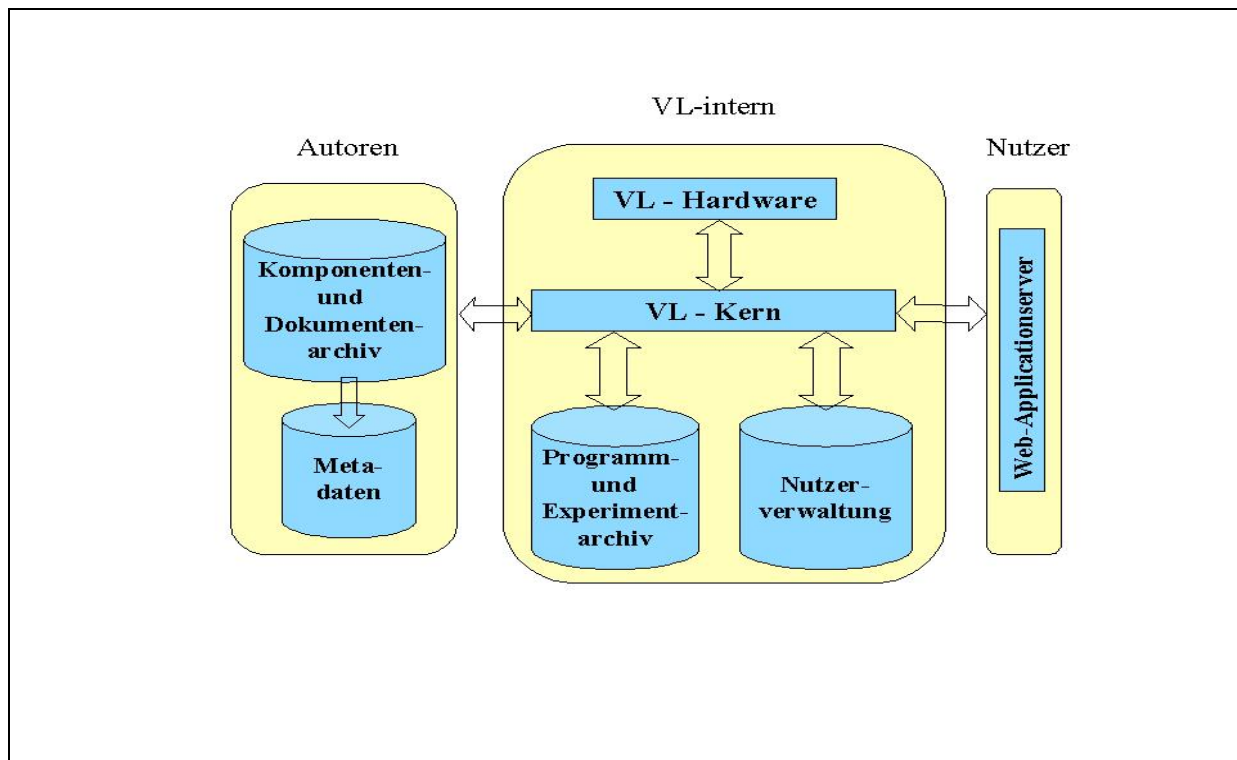 VL-intern
Autoren
Nutzer
VL - Hardware
Komponenten-
und
Dokumenten-
archiv
VL - Kern
Web-Applicationserver
Meta-
daten
Programm-
und
Experiment-
archiv
Nutzer-
verwaltung